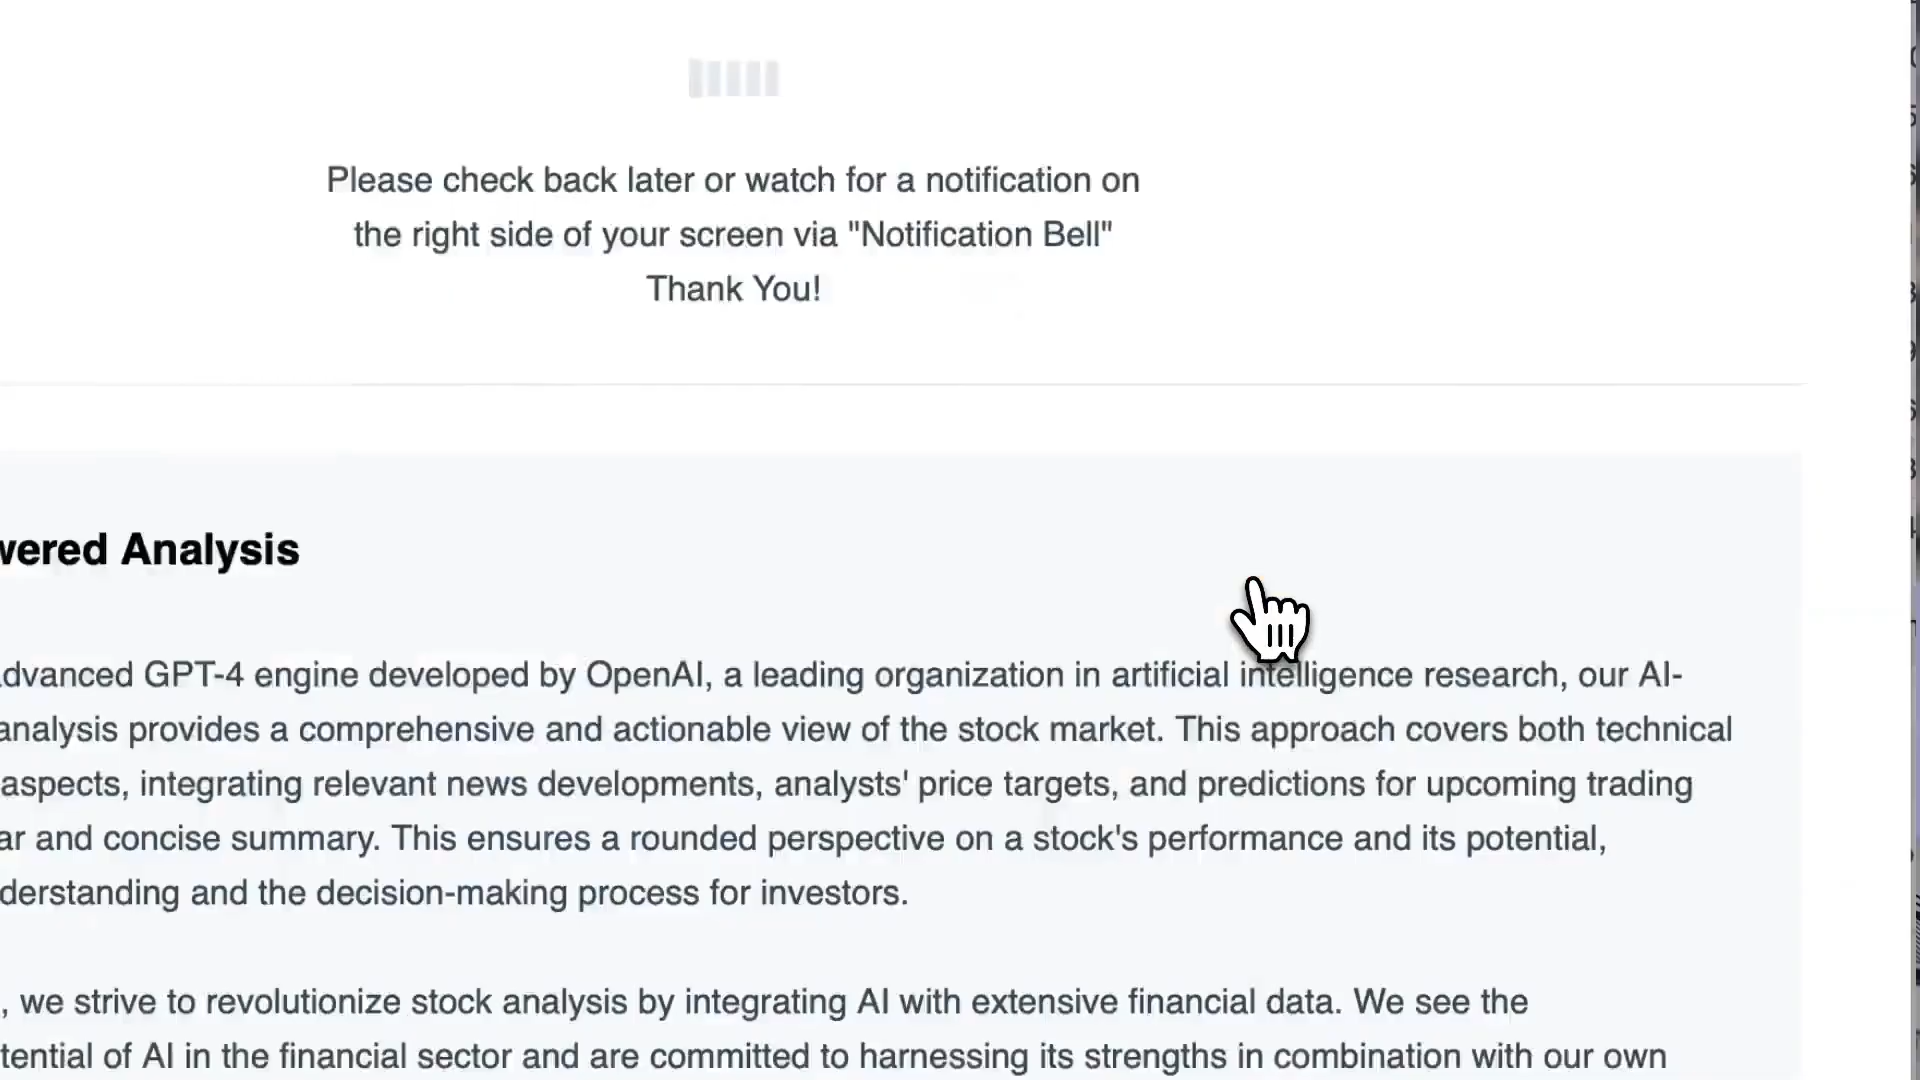 Please check back later or watch for a notification on
the right side of your screen via "Notification Bell"
Thank You!
Analysis
GPT-4 engine developed by OpenAI, a leading organization in artificial intelligence research, our AI-
analysis provides a comprehensive and actionable view of the stock market. This approach covers both technical
aspects, integrating relevant news developments, analysts' price targets, and predictions for upcoming trading
and concise summary. This ensures a rounded perspective on a stock's performance and its potential,
and the decision-making process for investors.
, we strive to revolutionize stock analysis by integrating AI with extensive financial data. We see the
of AI in the financial sector and are committed to harnessing its strengths in combination with our own